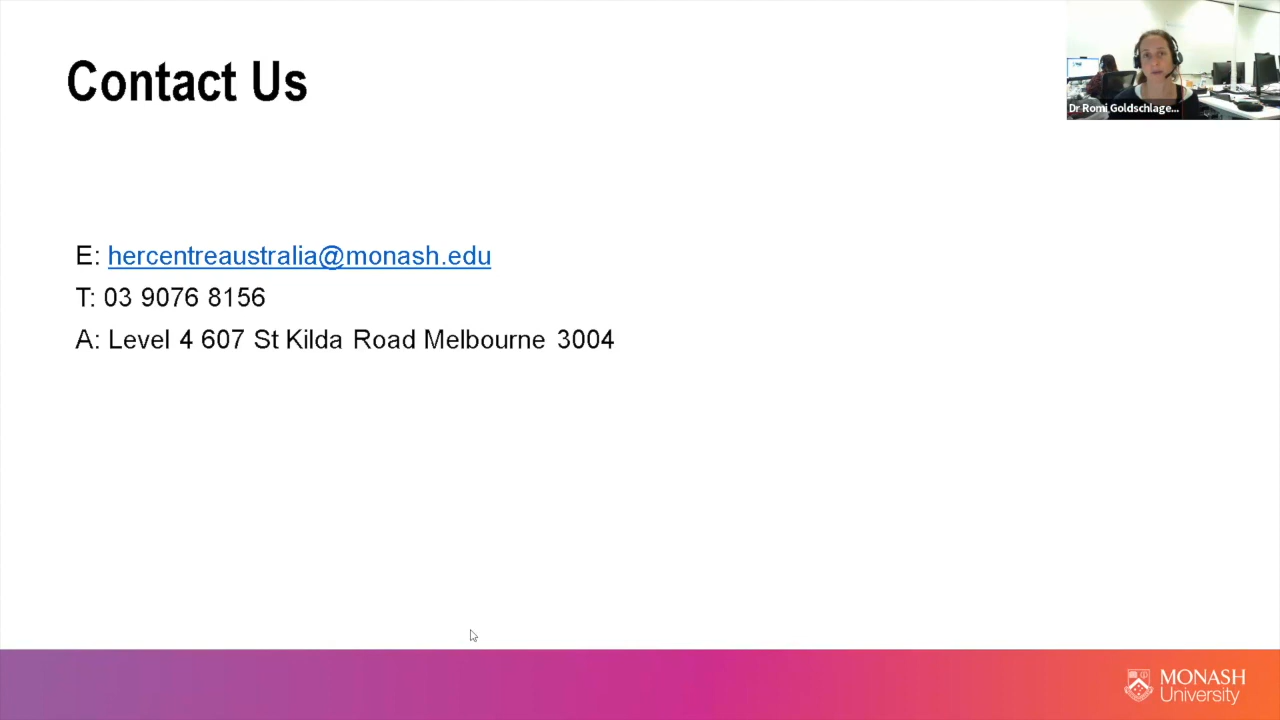 Contact Us
Dr Romi Goldschlage...
E: hercentreaustralia@monash.edu
T: 03 9076 8156
A: Level 4 607 St Kilda Road Melbourne 3004
MONASH
University